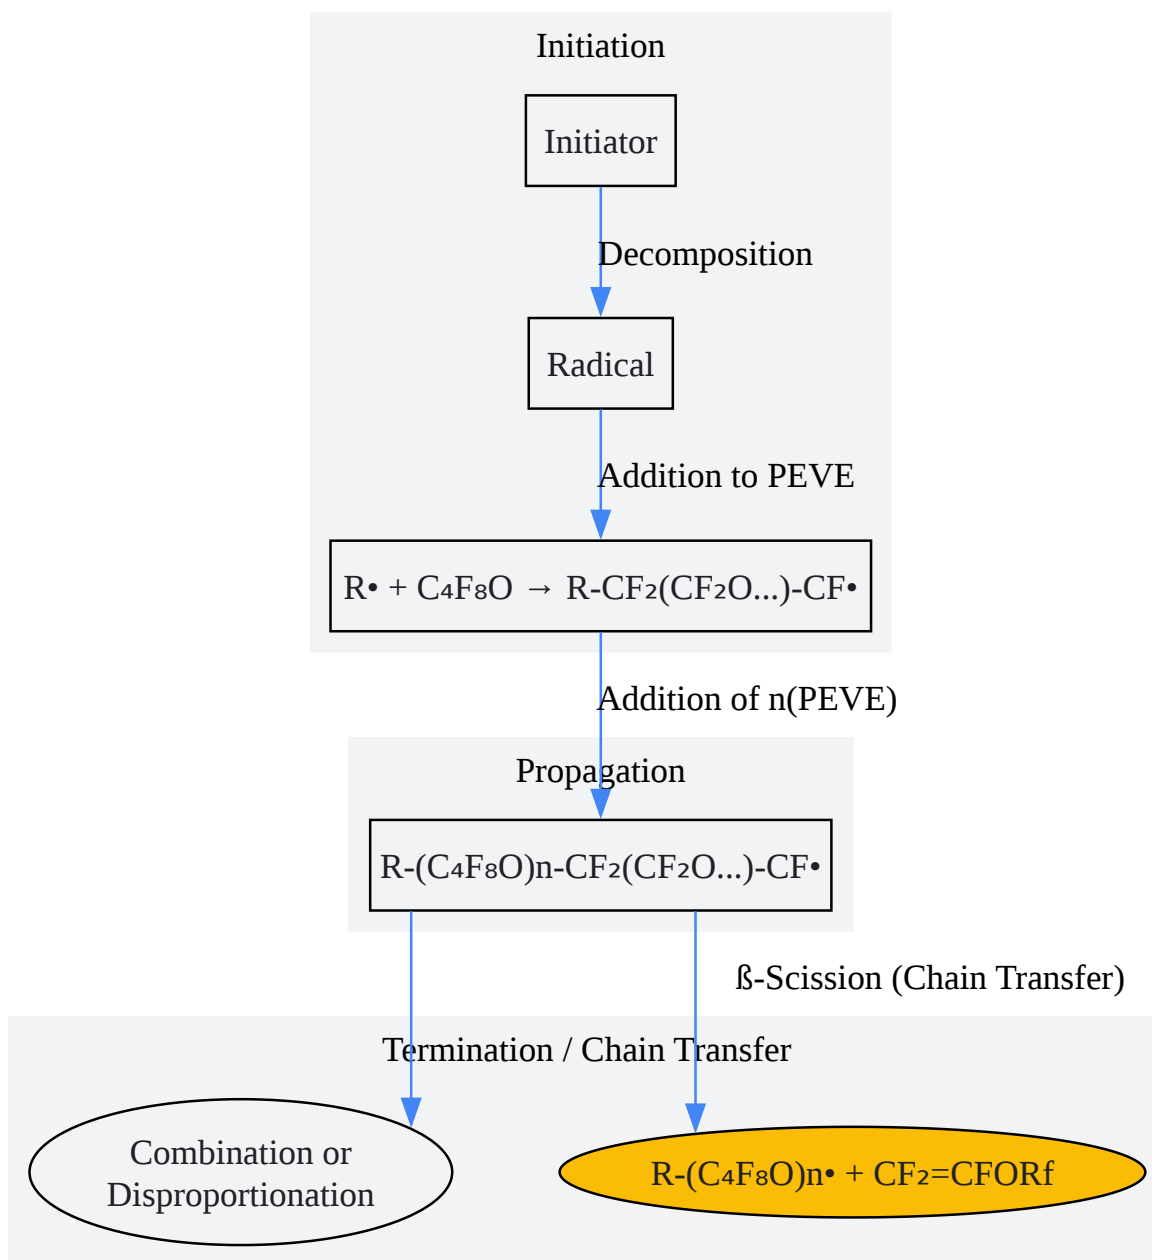 Initiation
Initiator
Decomposition
Radical
Addition to PEVE
R• + C₄F₈O → R-CF₂(CF₂O...)-CF•
Addition of n(PEVE)
Propagation
R-(C₄F₈O)n-CF₂(CF₂O...)-CF•
ß-Scission (Chain Transfer)
Termination / Chain Transfer
Combination or
Disproportionation
R-(C₄F₈O)n• + CF₂=CFORf